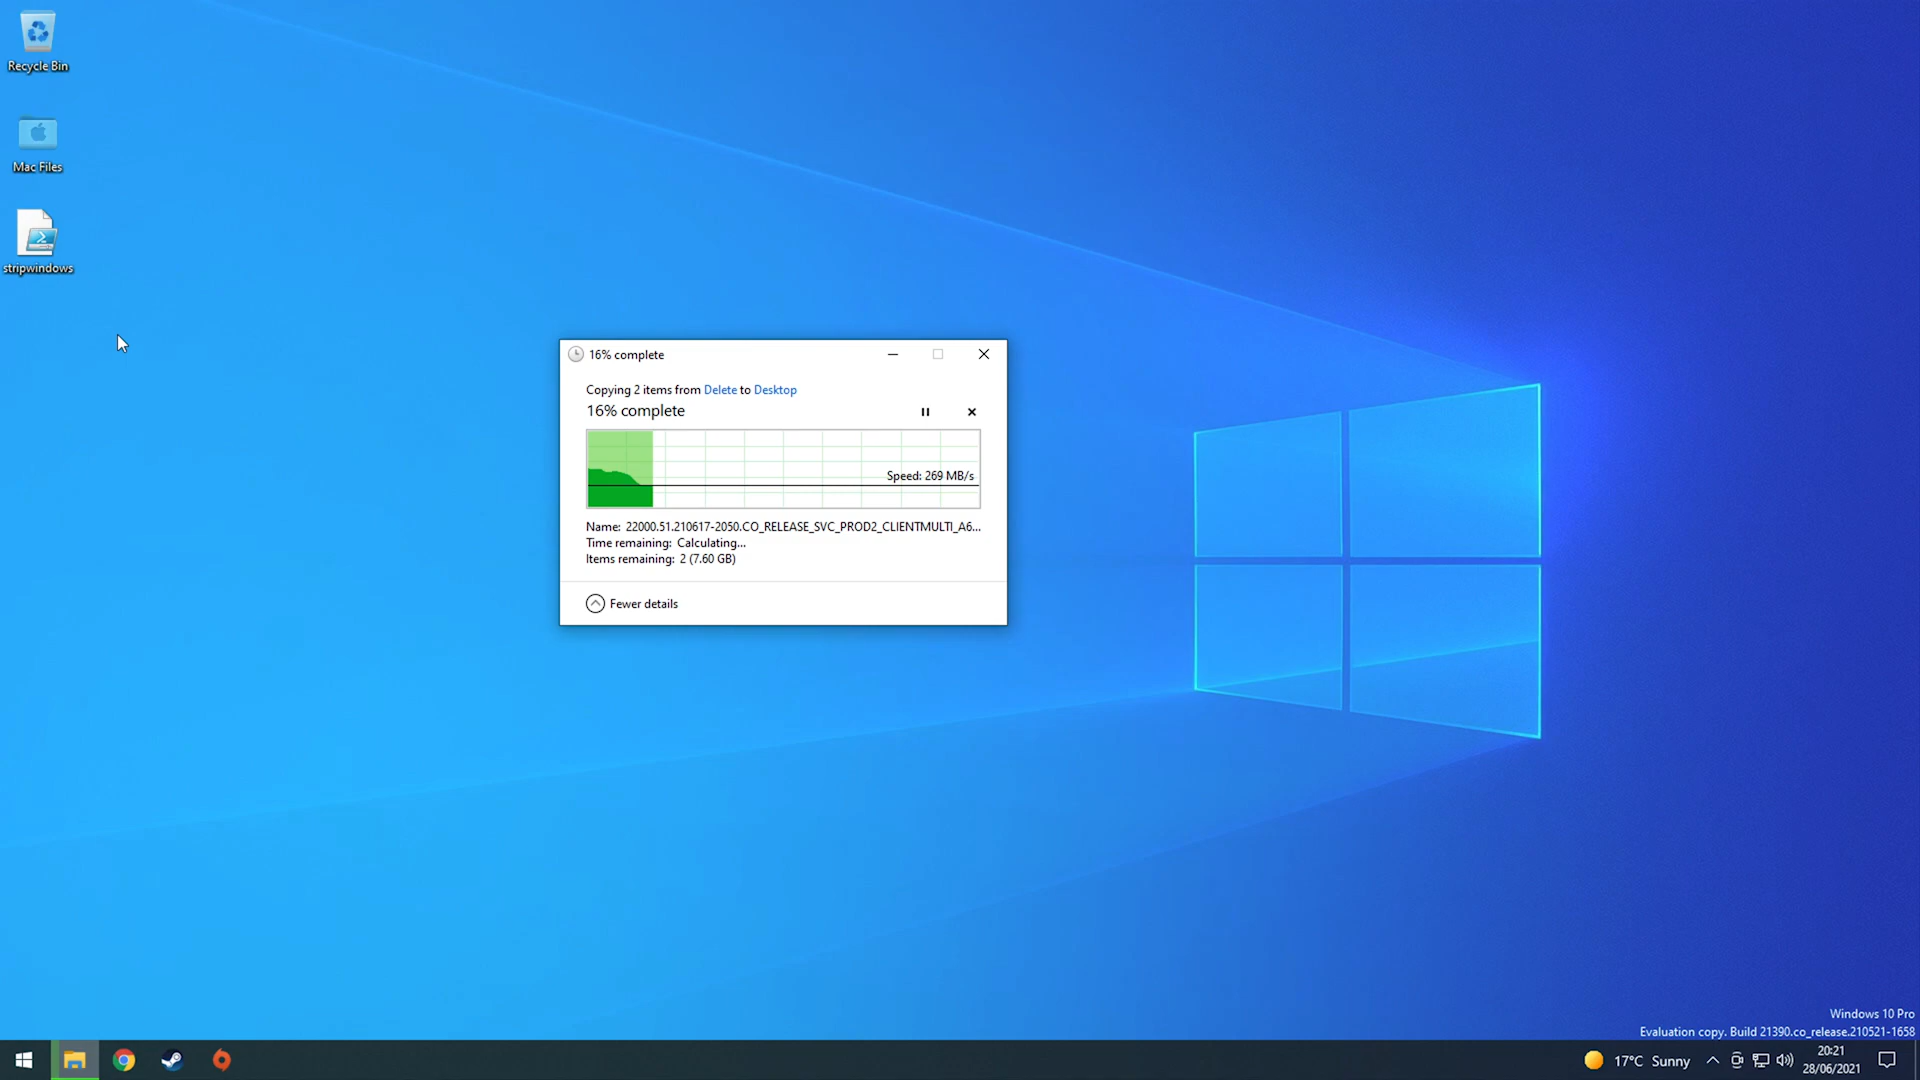 Recycle Bin
Mac Files
stripwindows
16% complete
Copying 2 items from Delete to Desktop
16% complete
Speed: 269 MB/s
Name: 22000.51.210617-2050.CO_RELEASE_SVC_PROD2_CLIENTMULTI_A6...
Time remaining: Calculating...
Items remaining: 2 (7.60 GB)
Fewer details
Windows 10 Pro
Evaluation copy. Build 21390.co_release.210521-1658
17°C Sunny
20:21
28/06/2021